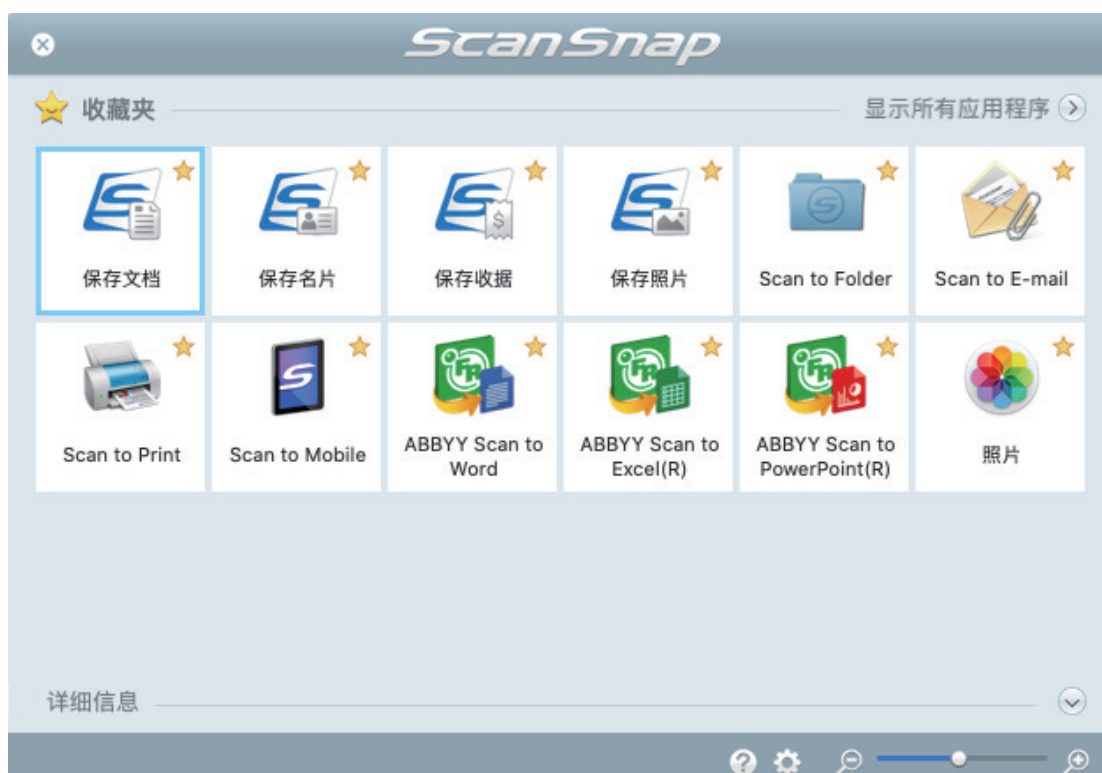 ScanSnap
收藏夹
显示所有应用程序
保存文档
保存名片
保存收据
保存照片
Scan to Folder
Scan to E-mail
Scan to Print
Scan to Mobile
ABBYY Scan to
Word
ABBYY Scan to
Excel(R)
ABBYY Scan to
PowerPoint(R)
照片
详细信息